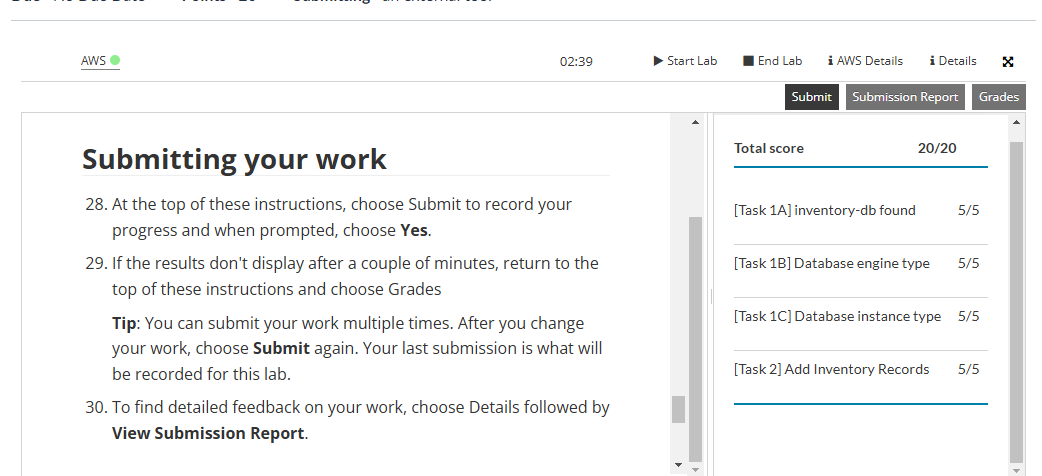 AWS
02:39
Start Lab
End Lab
AWS Details
Details
Submit
Submission Report
Grades
Submitting your work
28. At the top of these instructions, choose Submit to record your
progress and when prompted, choose Yes.
29. If the results don't display after a couple of minutes, return to the
top of these instructions and choose Grades
Tip: You can submit your work multiple times. After you change
your work, choose Submit again. Your last submission is what will
be recorded for this lab.
30. To find detailed feedback on your work, choose Details followed by
View Submission Report.
Total score 20/20
[Task 1A] inventory-db found 5/5
[Task 1B] Database engine type 5/5
[Task 1C] Database instance type 5/5
[Task 2] Add Inventory Records 5/5